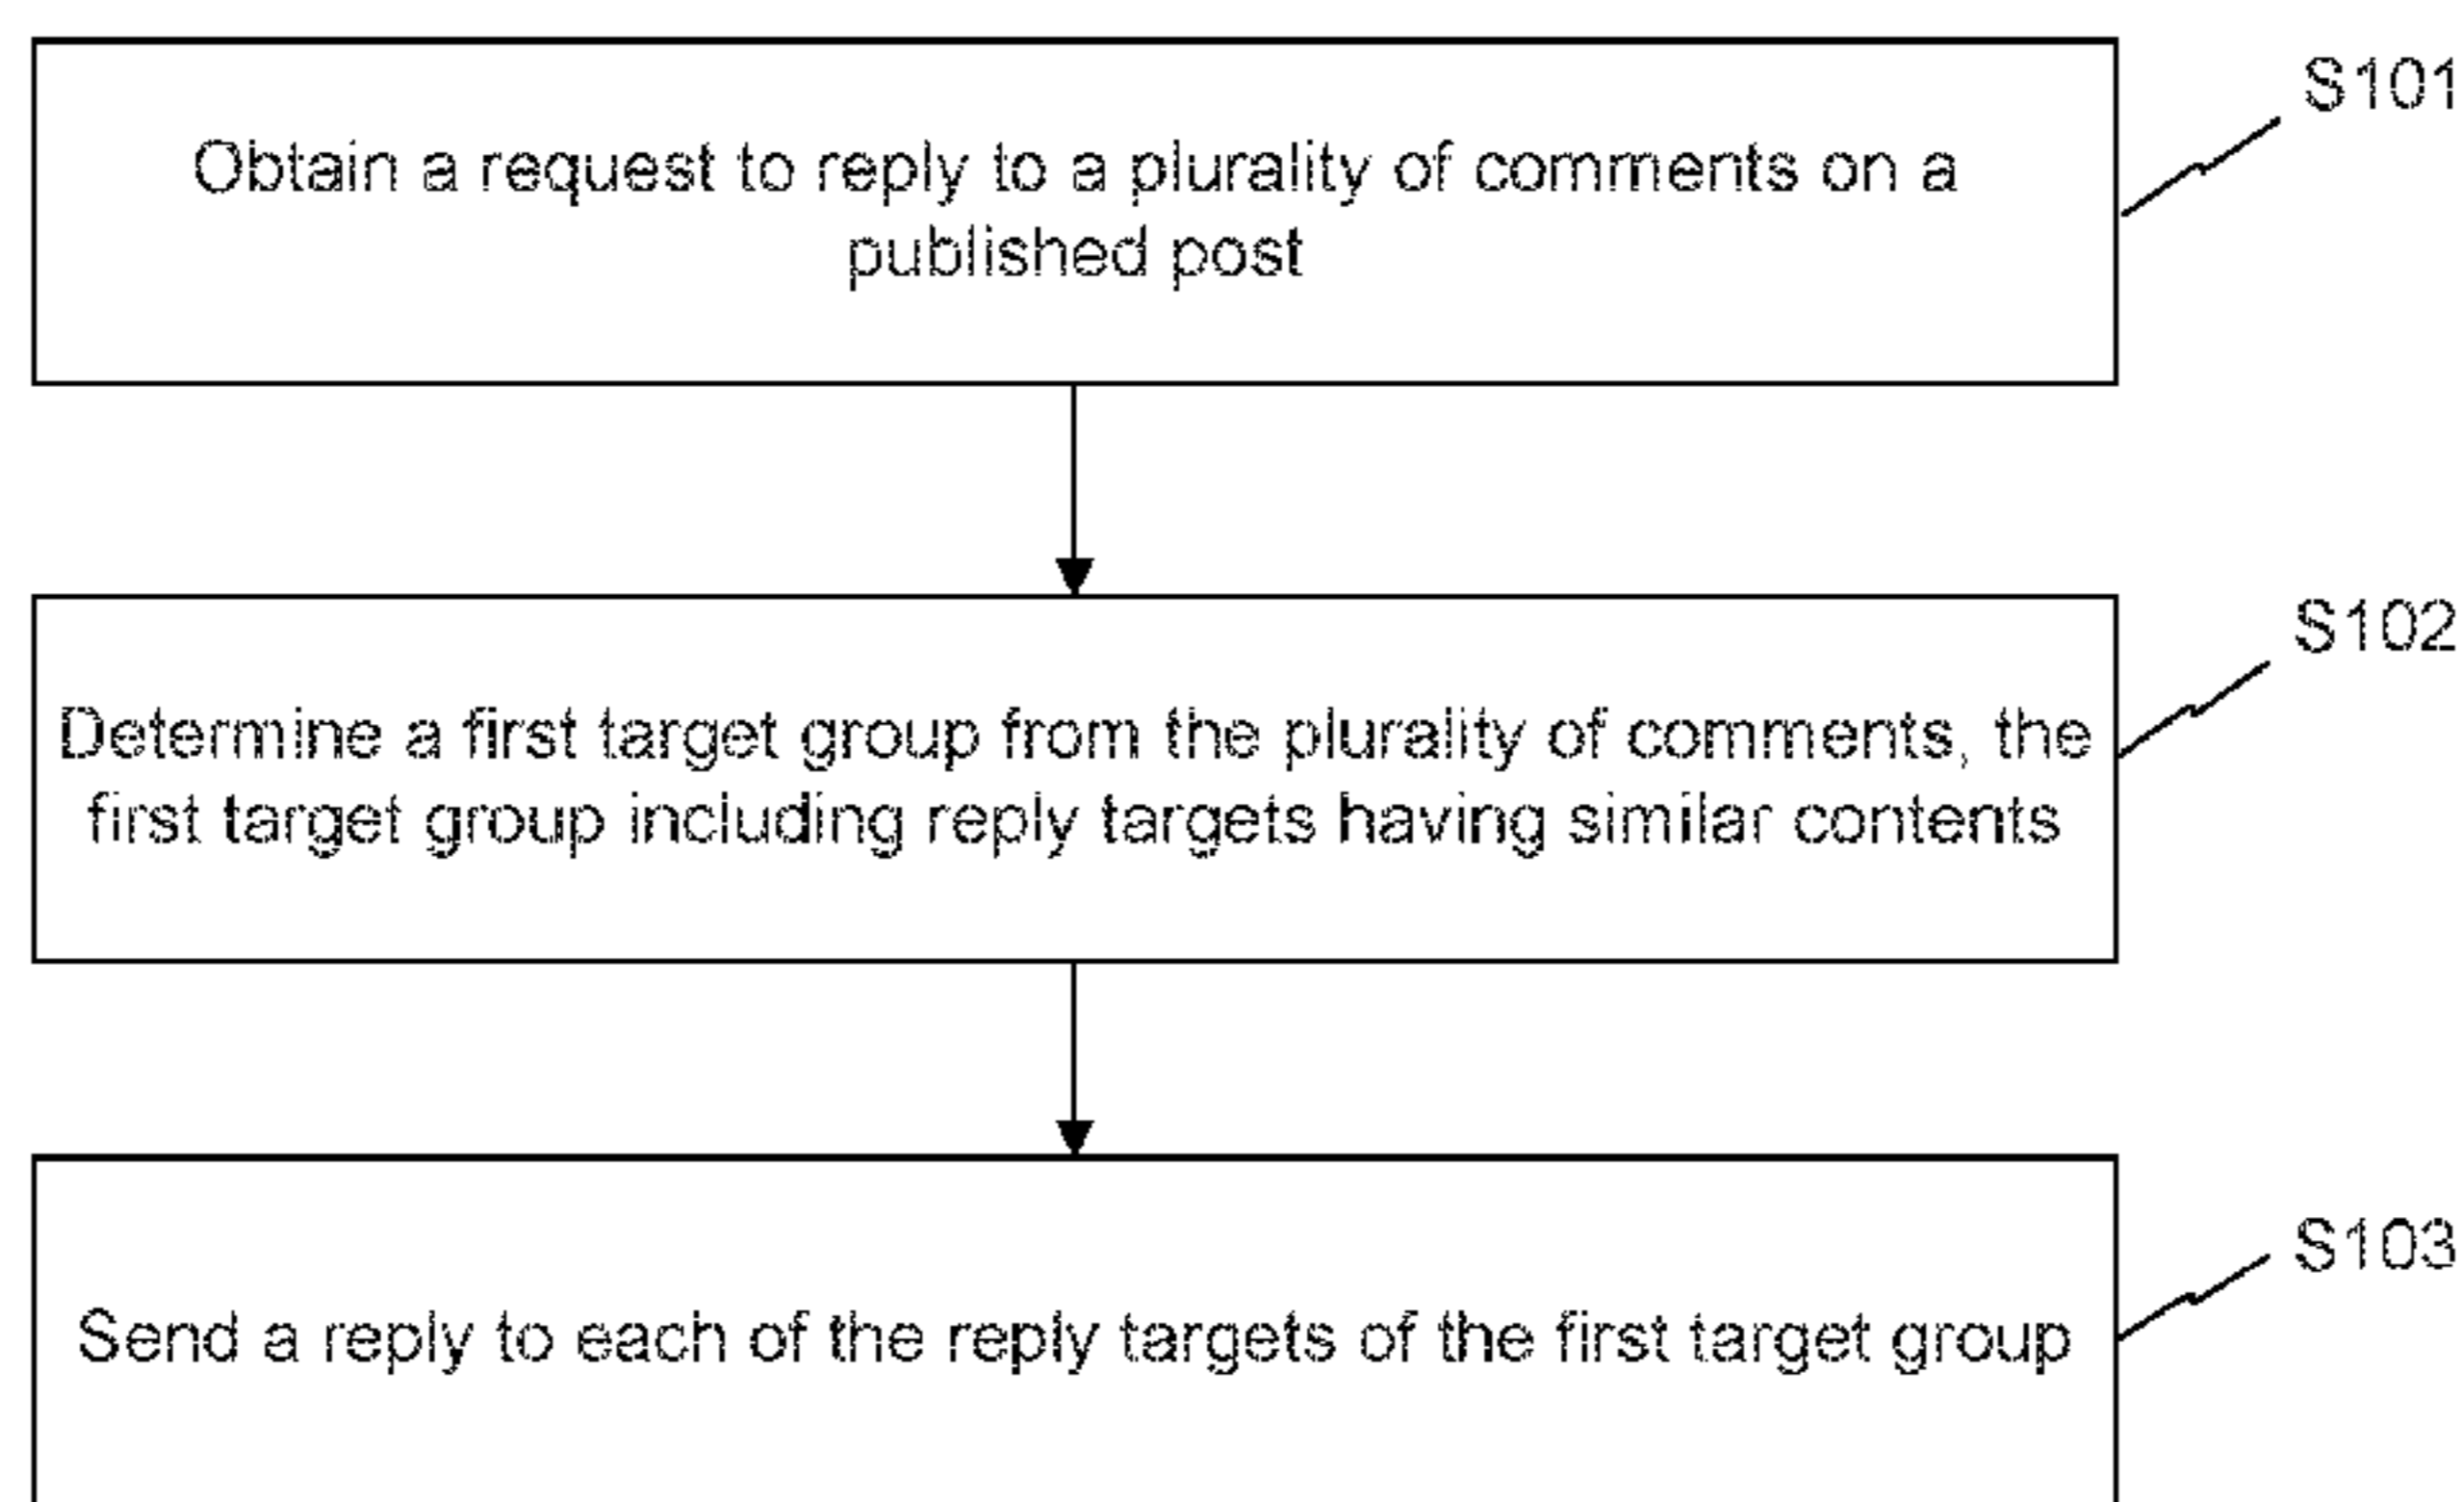 S101
Obtain a request to reply to a plurality of comments on a
published post
S102
Determine a first target group from the plurality of comments, the
first target group including reply targets having similar contents
S103
Send a reply to each of the reply targets of the first target group